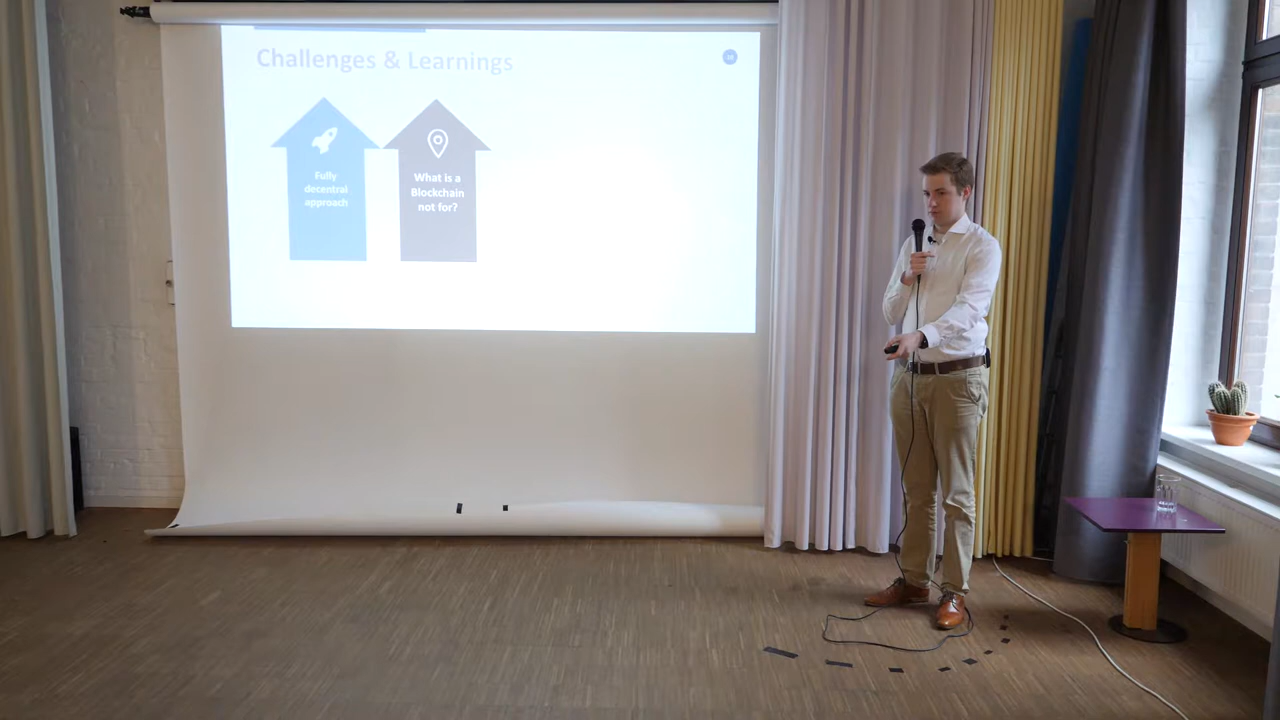 Challenges & Learnings
Fully
decentral
approach
What is a
Blockchain
not for?